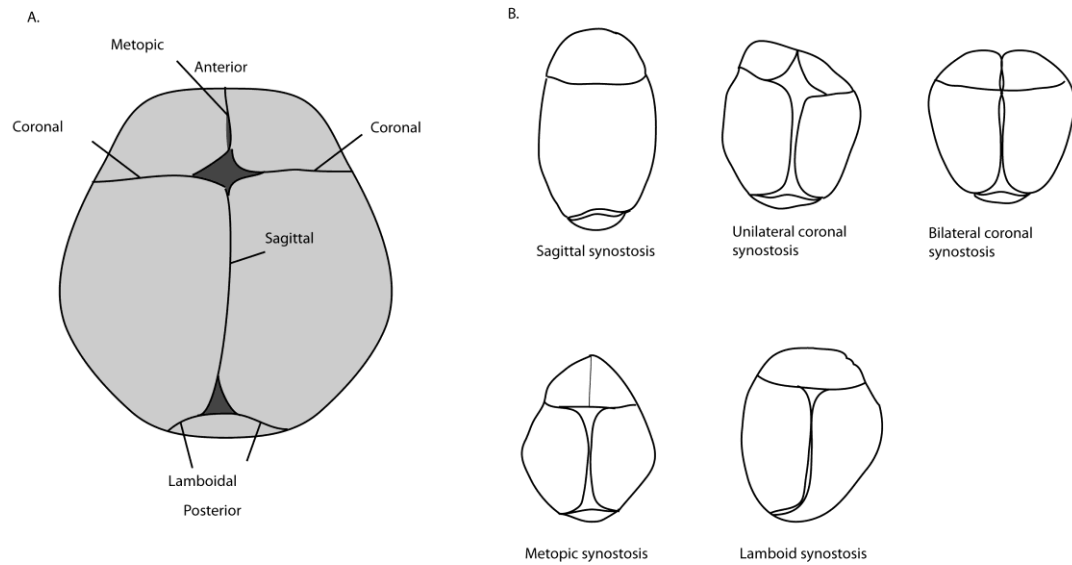 A.
Metopic
Anterior
Coronal
Coronal
Sagittal
Lamboidal
Posterior
B.
Sagittal synostosis
Unilateral coronal
synostosis
Bilateral coronal
synostosis
Metopic synostosis
Lamboid synostosis